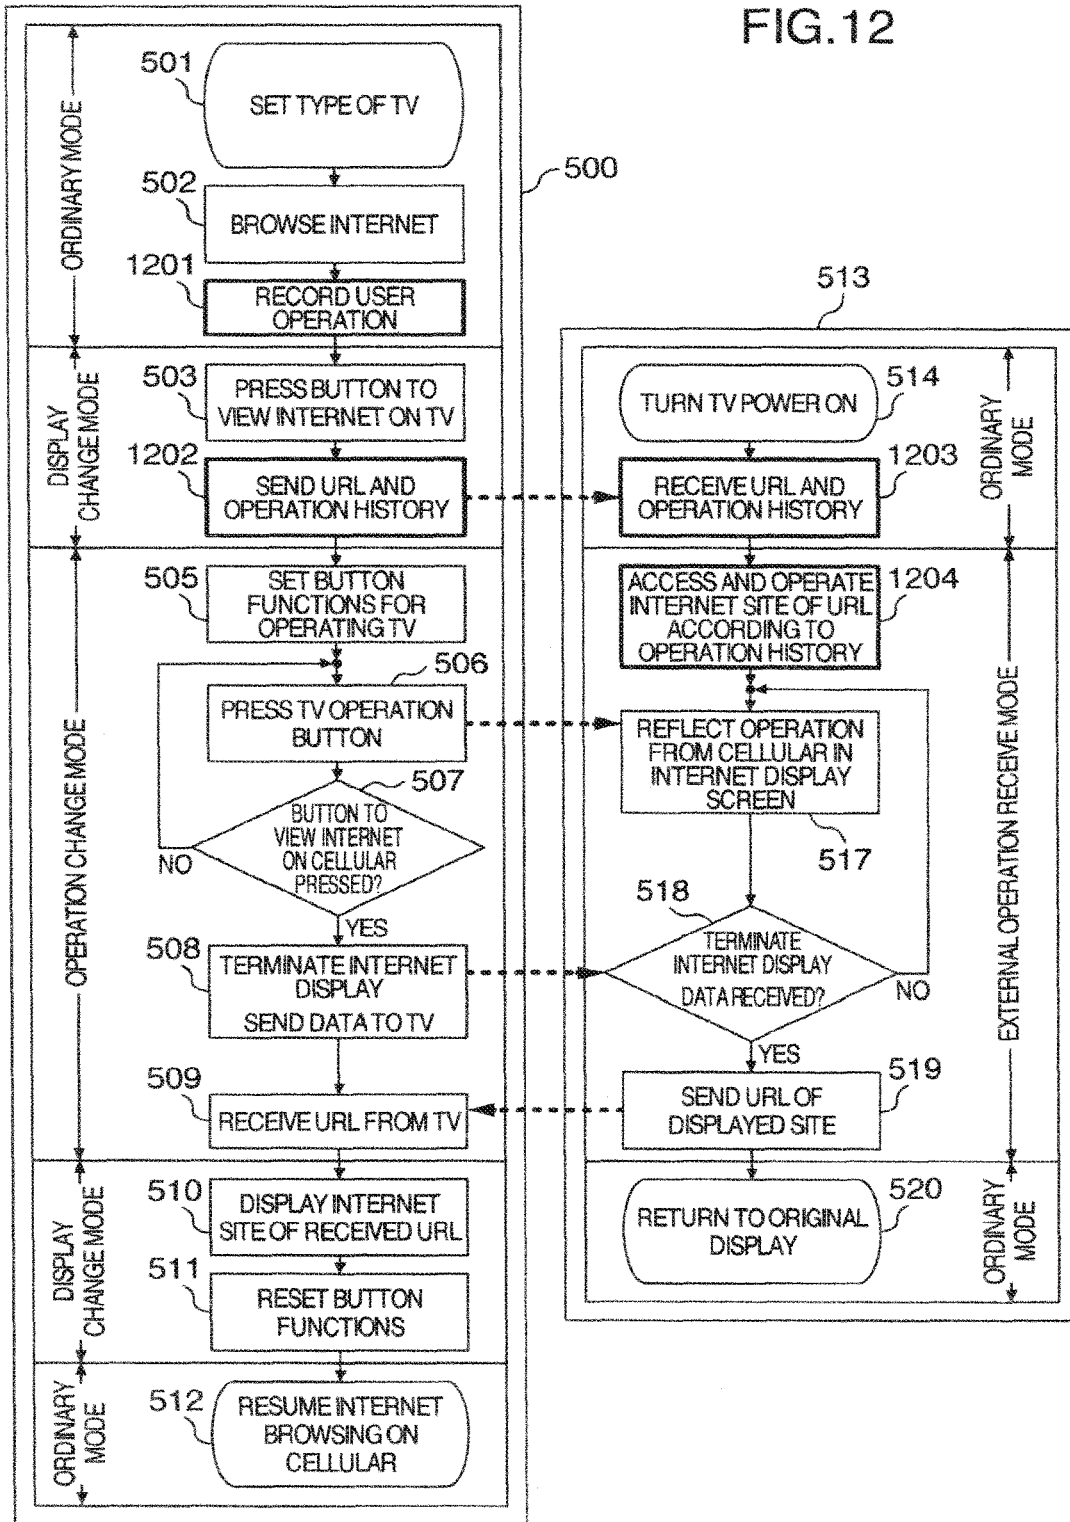 FIG.12
500
ORDINARY MODE
501
SET TYPE OF TV
502
BROWSE INTERNET
1201
RECORD USER
OPERATION
DISPLAY
CHANGE MODE
503
PRESS BUTTON TO
VIEW INTERNET ON TV
1202
SEND URL AND
OPERATION HISTORY
OPERATION CHANGE MODE
505
SET BUTTON
FUNCTIONS FOR
OPERATING TV
506
PRESS TV OPERATION
BUTTON
507
BUTTON TO
VIEW INTERNET
ON CELLULAR
PRESSED?
NO
YES
508
TERMINATE INTERNET
DISPLAY
SEND DATA TO TV
509
RECEIVE URL FROM TV
DISPLAY
CHANGE MODE
510
DISPLAY INTERNET
SITE OF RECEIVED URL
511
RESET BUTTON
FUNCTIONS
ORDINARY
MODE
512
RESUME INTERNET
BROWSING ON
CELLULAR
513
514
TURN TV POWER ON
ORDINARY
MODE
1203
RECEIVE URL AND
OPERATION HISTORY
1204
ACCESS AND OPERATE
INTERNET SITE OF URL
ACCORDING TO
OPERATION HISTORY
EXTERNAL OPERATION RECEIVE MODE
REFLECT OPERATION
FROM CELLULAR IN
INTERNET DISPLAY
SCREEN
517
518
TERMINATE
INTERNET DISPLAY
DATA RECEIVED?
NO
YES
519
SEND URL OF
DISPLAYED SITE
520
RETURN TO ORIGINAL
DISPLAY
ORDINARY
MODE